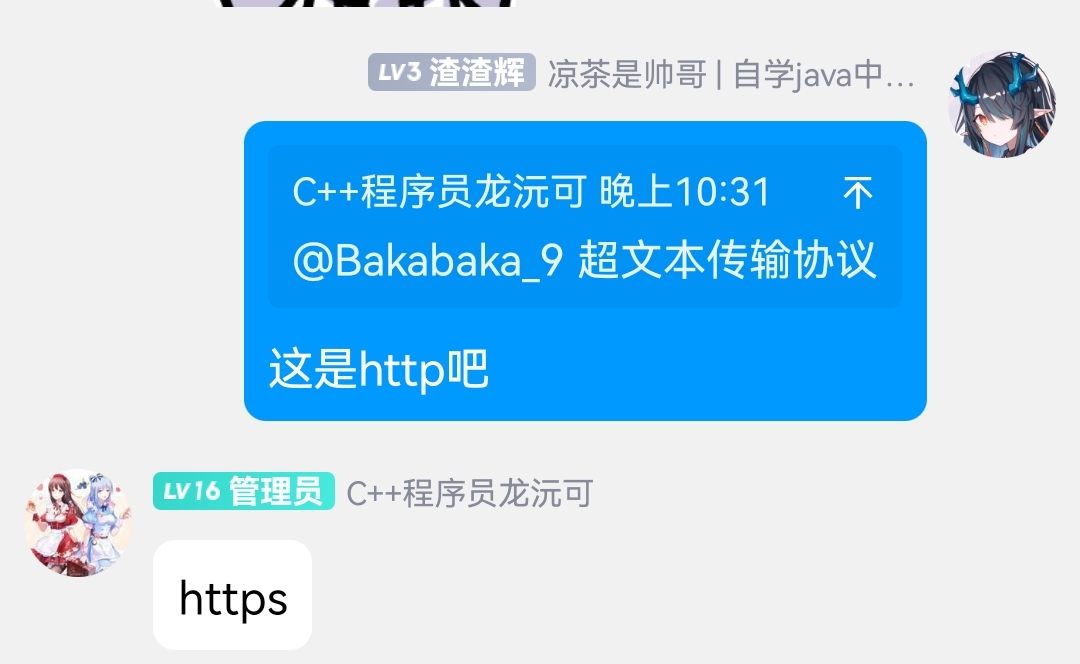 LV3 渣渣辉 凉茶是帅哥 | 自学java中...
C++程序员龙沅可 晚上10:31
@Bakabaka_9 超文本传输协议
这是http吧
LV16 管理员 C++程序员龙沅可
https